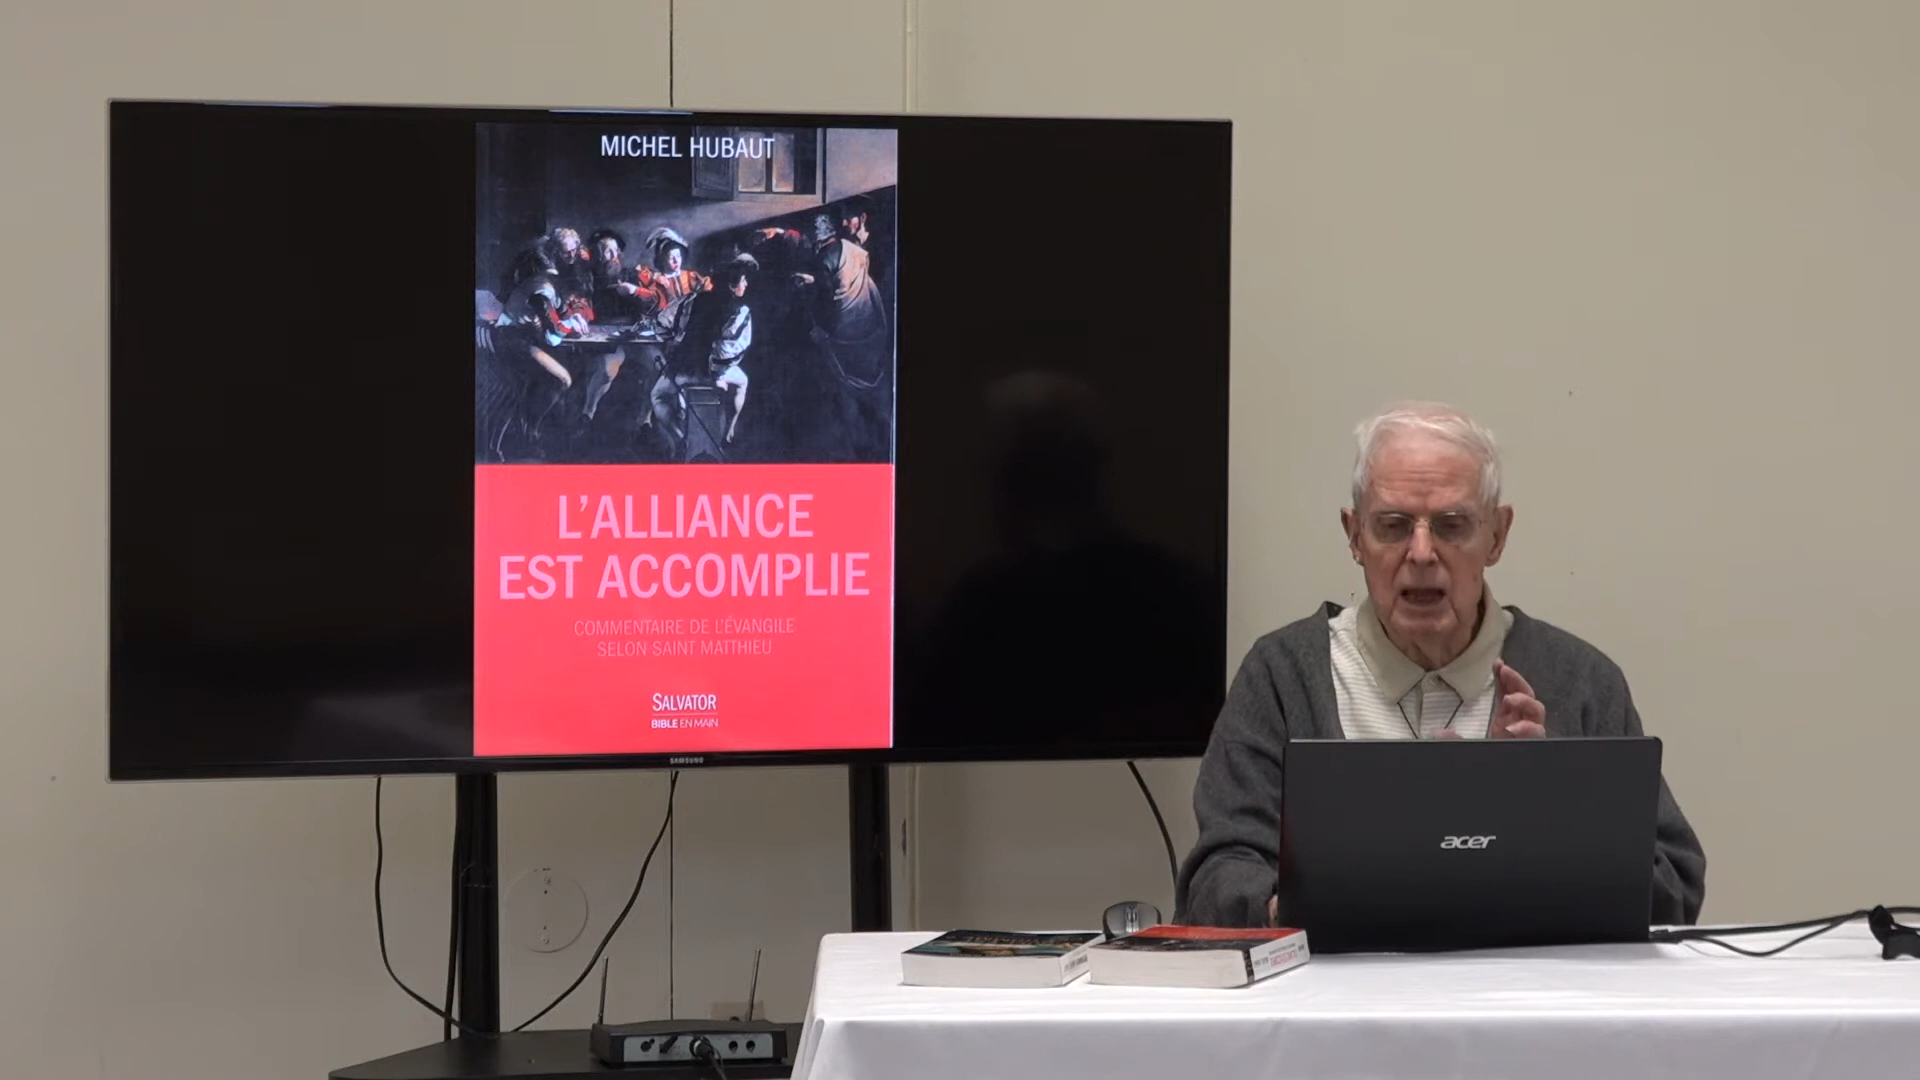 MICHEL HUBAUT
L'ALLIANCE
EST ACCOMPLIE
COMMENTAIRE DE L'ÉVANGILE
SELON SAINT MATTHIEU
SALVATOR
BIBLE EN MAIN
SAMSUNG
acer